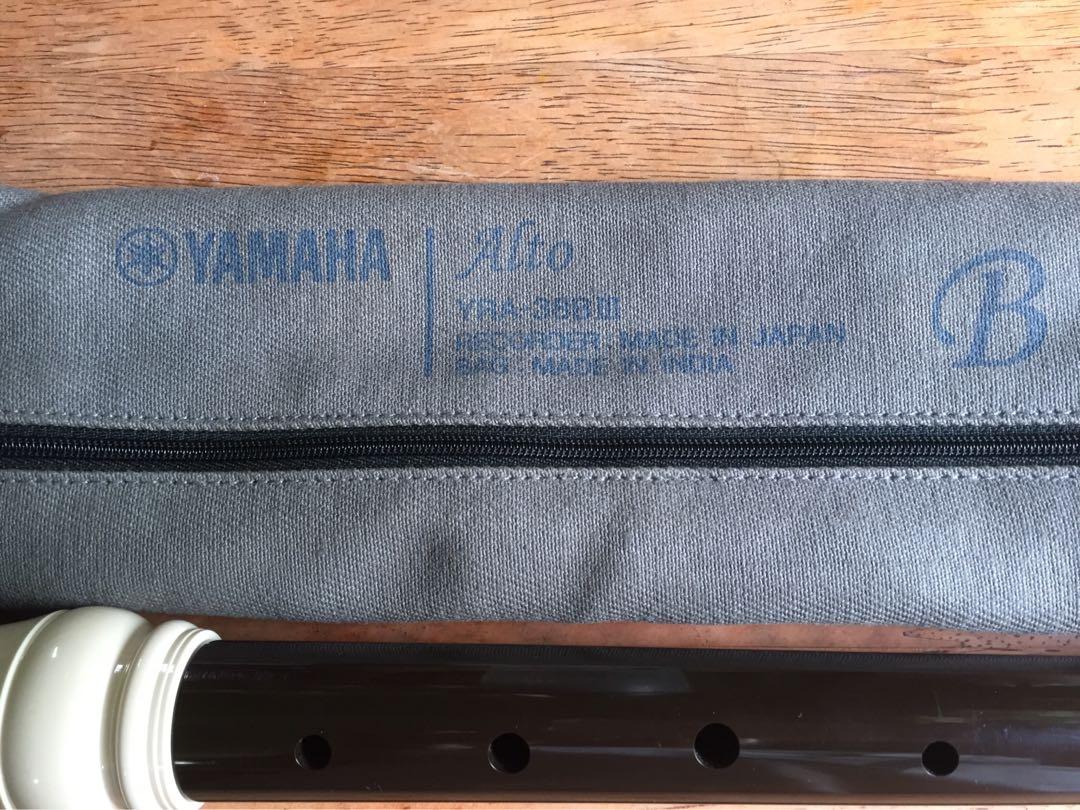 YAMAHA
Alto
YRA-38BIII
RECORDER: MADE IN JAPAN
BAG: MADE IN INDIA
B